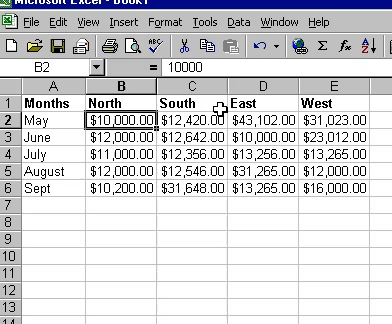 Microsoft Excel - Book1
File Edit View Insert Format Tools Data Window Help
ABC Σ fx A Z
B2 = 10000
A B C D E
1 Months North South East West
2 May $10,000.00 $12,420.00 $43,102.00 $31,023.00
3 June $12,000.00 $12,642.00 $10,000.00 $23,012.00
4 July $11,000.00 $12,356.00 $13,256.00 $13,265.00
5 August $12,000.00 $12,546.00 $31,265.00 $12,000.00
6 Sept $10,200.00 $31,648.00 $13,265.00 $16,000.00
7
8
9
10
11
12
13
14